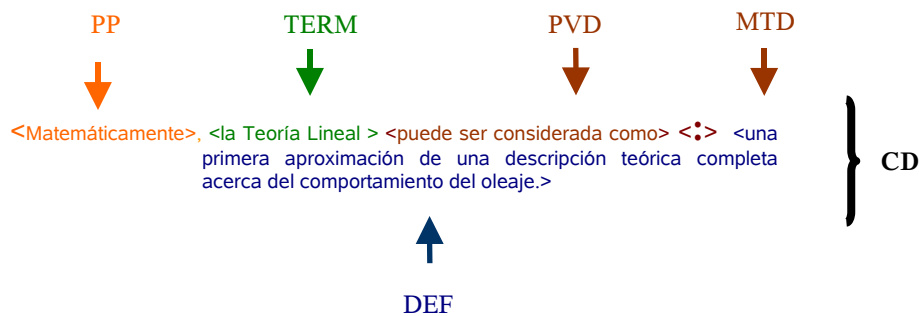 PP TERM PVD MTD
<Matemáticamente>, <la Teoría Lineal > <puede ser considerada como> <:> <una
primera aproximación de una descripción teórica completa
acerca del comportamiento del oleaje.>
CD
DEF